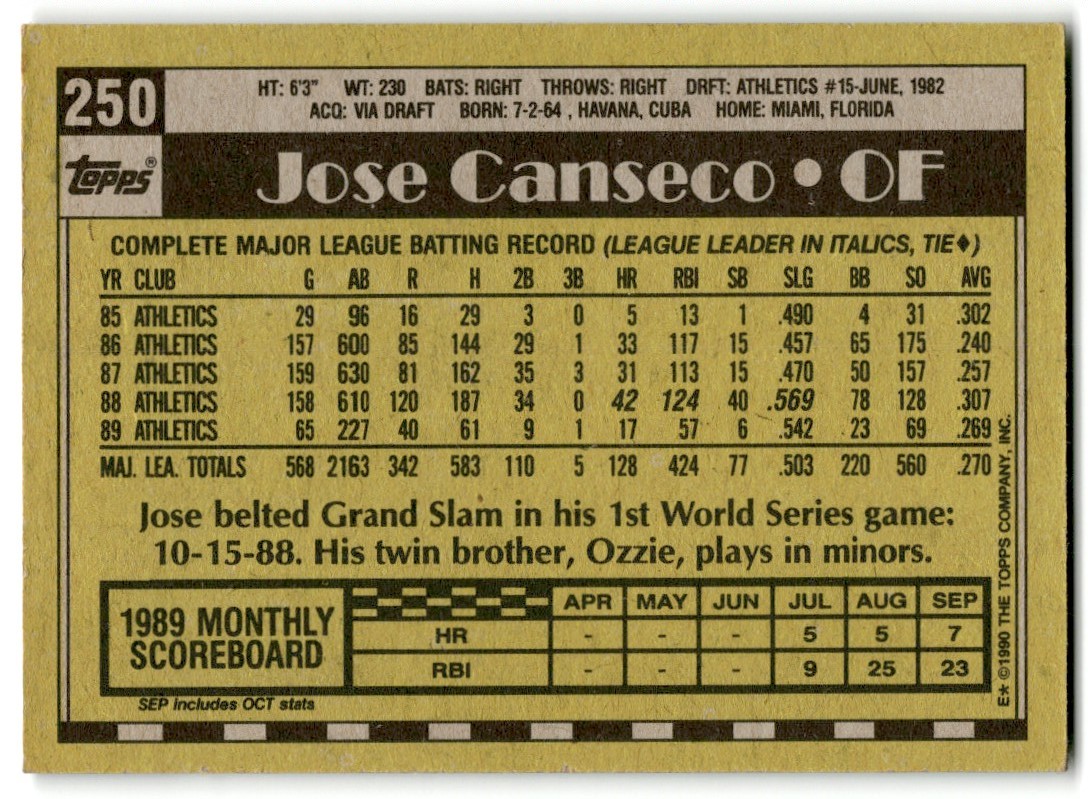 250
HT: 6'3" WT: 230 BATS: RIGHT THROWS: RIGHT DRFT: ATHLETICS #15-JUNE, 1982
ACQ: VIA DRAFT BORN: 7-2-64 , HAVANA, CUBA HOME: MIAMI, FLORIDA
Topps®
Jose Canseco • OF
COMPLETE MAJOR LEAGUE BATTING RECORD (LEAGUE LEADER IN ITALICS, TIE♦)
YR CLUB G AB R H 2B 3B HR RBI SB SLG BB SO AVG
85 ATHLETICS 29 96 16 29 3 0 5 13 1 .490 4 31 .302
86 ATHLETICS 157 600 85 144 29 1 33 117 15 .457 65 175 .240
87 ATHLETICS 159 630 81 162 35 3 31 113 15 .470 50 157 .257
88 ATHLETICS 158 610 120 187 34 0 42 124 40 .569 78 128 .307
89 ATHLETICS 65 227 40 61 9 1 17 57 6 .542 23 69 .269
MAJ. LEA. TOTALS 568 2163 342 583 110 5 128 424 77 .503 220 560 .270
Jose belted Grand Slam in his 1st World Series game:
10-15-88. His twin brother, Ozzie, plays in minors.
1989 MONTHLY
SCOREBOARD
APR MAY JUN JUL AUG SEP
HR - - - 5 5 7
RBI - - - 9 25 23
SEP includes OCT stats
E* ©1990 THE TOPPS COMPANY, INC.